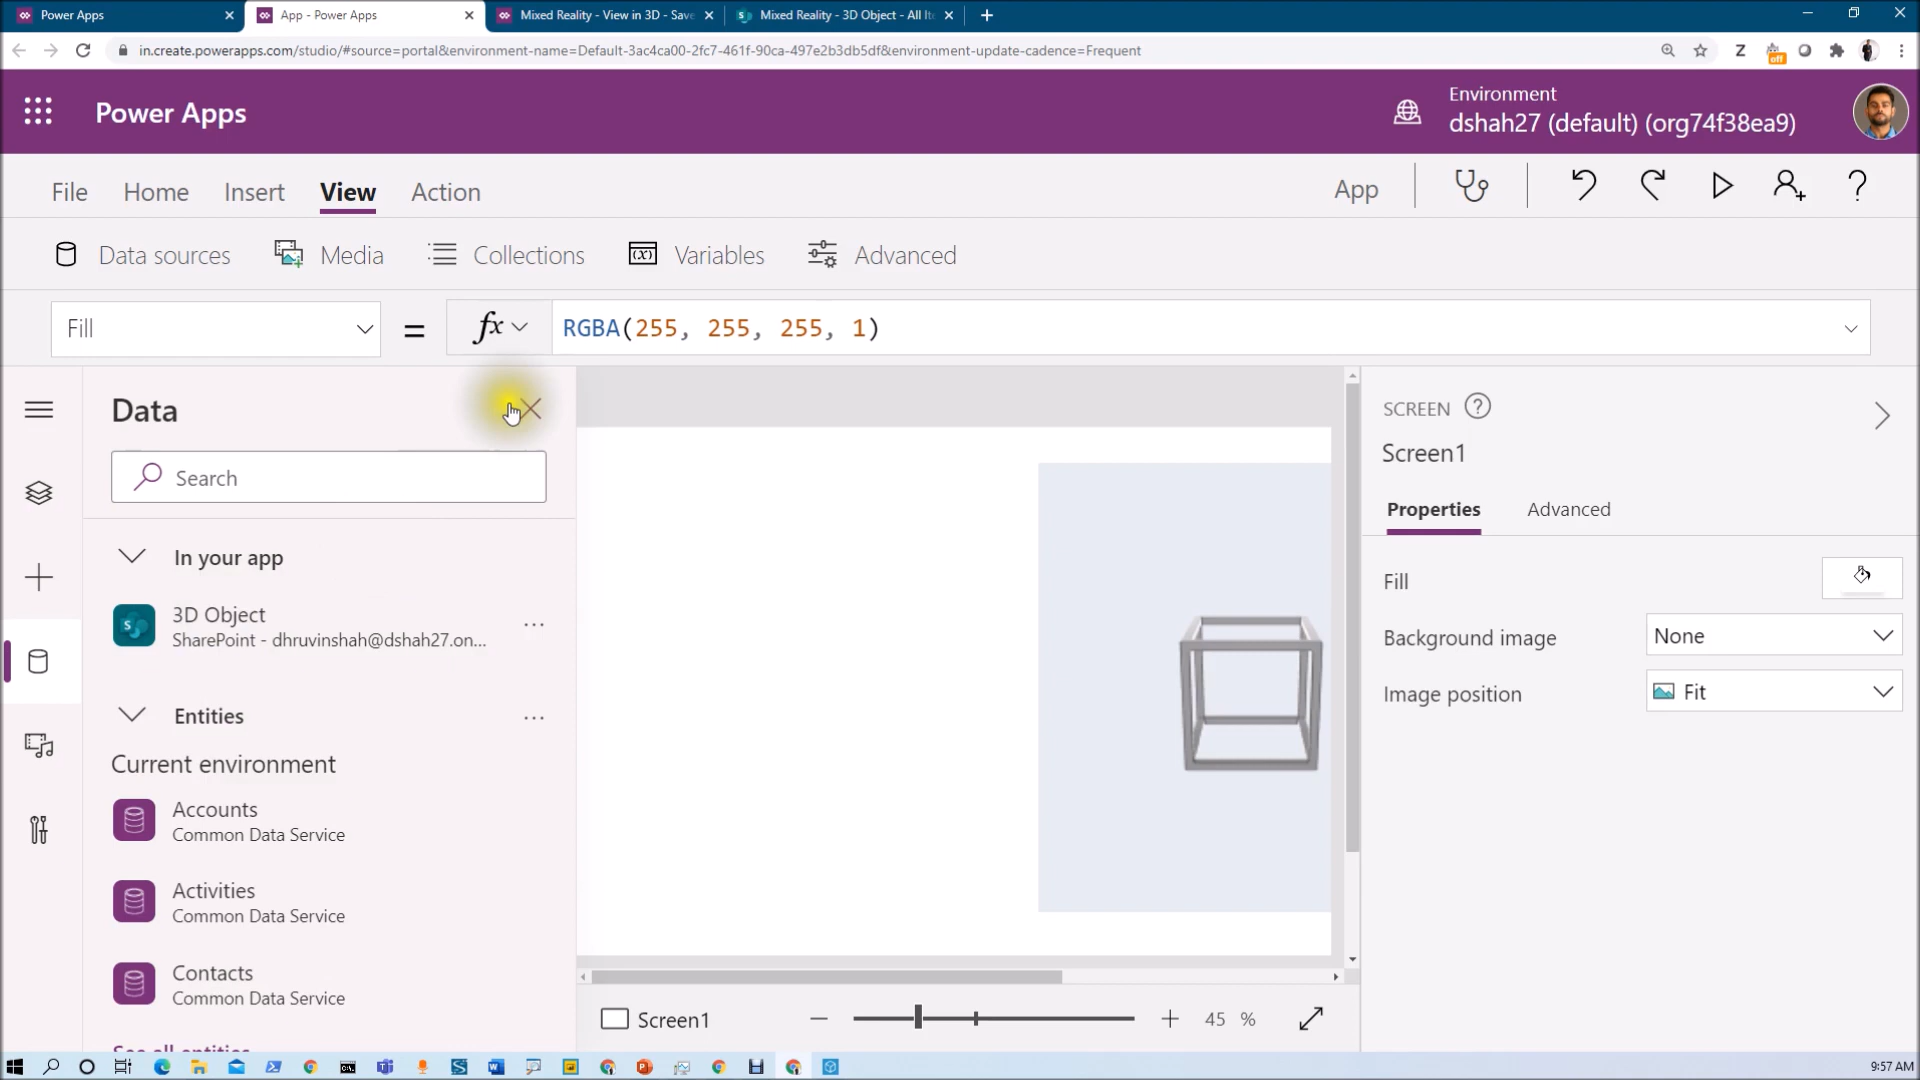 Power Apps
App - Power Apps
Mixed Reality - View in 3D - Save
Mixed Reality - 3D Object - All Ite
in.create.powerapps.com/studio/#source=portal&environment-name=Default-3ac4ca00-2fc7-461f-90ca-497e2b3db5df&environment-update-cadence=Frequent
Z
off
Power Apps
Environment
dshah27 (default) (org74f38ea9)
File Home Insert View Action
App
Data sources Media Collections Variables Advanced
Fill = fx RGBA(255, 255, 255, 1)
Data
Search
In your app
3D Object
SharePoint - dhruvinshah@dshah27.on...
Entities
Current environment
Accounts
Common Data Service
Activities
Common Data Service
Contacts
Common Data Service
See all entities
Screen1
45 %
SCREEN
Screen1
Properties Advanced
Fill
Background image None
Image position Fit
9:57 AM